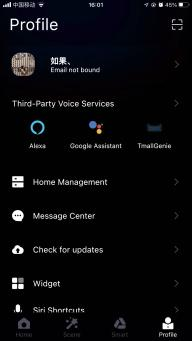 中国移动 16:01 45%
Profile
如果、
Email not bound
Third-Party Voice Services
Alexa Google Assistant TmallGenie
Home Management
Message Center
Check for updates
Widget
Siri Shortcuts
Home Scene Smart Profile